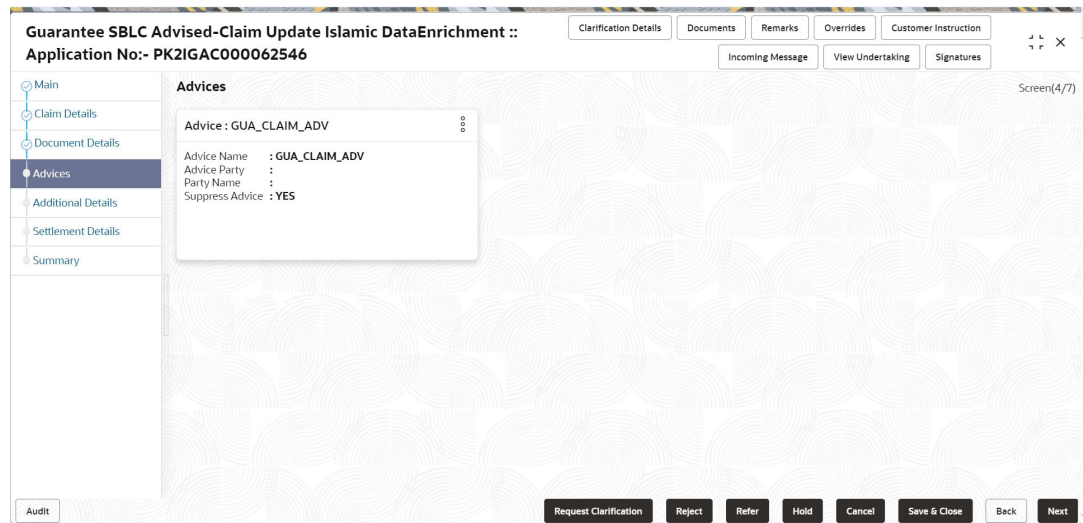 Guarantee SBLC Advised-Claim Update Islamic DataEnrichment ::
Application No:- PK2IGAC000062546
Clarification Details
Documents
Remarks
Overrides
Customer Instruction
Incoming Message
View Undertaking
Signatures
Main
Claim Details
Document Details
Advices
Additional Details
Settlement Details
Summary
Advices
Screen(4/7)
Advice : GUA_CLAIM_ADV
Advice Name : GUA_CLAIM_ADV
Advice Party :
Party Name :
Suppress Advice : YES
Audit
Request Clarification
Reject
Refer
Hold
Cancel
Save & Close
Back
Next